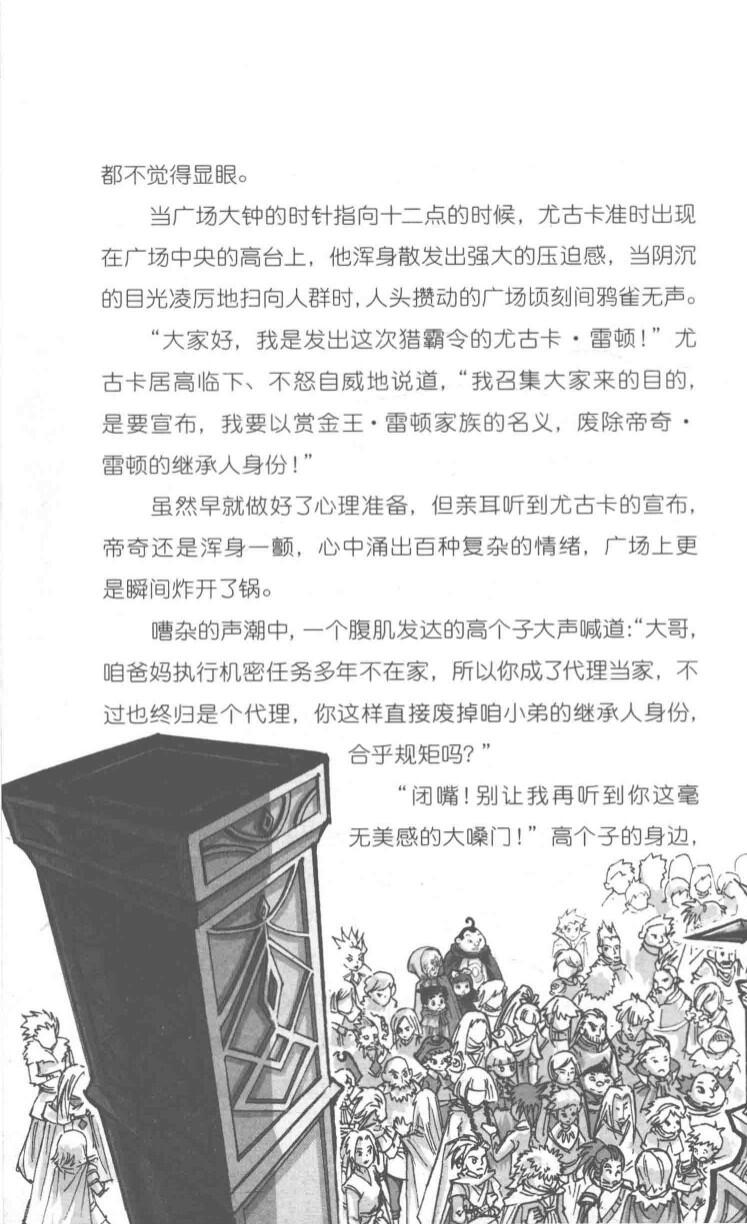 都不觉得显眼。
当广场大钟的时针指向十二点的时候，尤古卡准时出现
在广场中央的高台上，他浑身散发出强大的压迫感，当阴沉
的目光凌厉地扫向人群时，人头攒动的广场顷刻间鸦雀无声。
“大家好，我是发出这次猎霸令的尤古卡·雷顿！”尤
古卡居高临下、不怒自威地说道，“我召集大家来的目的，
是要宣布，我要以赏金王·雷顿家族的名义，废除帝奇·
雷顿的继承人身份！”
虽然早就做好了心理准备，但亲耳听到尤古卡的宣布，
帝奇还是浑身一颤，心中涌出百种复杂的情绪，广场上更
是瞬间炸开了锅。
嘈杂的声潮中，一个腹肌发达的高个子大声喊道：“大哥，
咱爸妈执行机密任务多年不在家，所以你成了代理当家，不
过也终归是个代理，你这样直接废掉咱小弟的继承人身份，
合乎规矩吗？”
“闭嘴！别让我再听到你这毫
无美感的大嗓门！”高个子的身边，